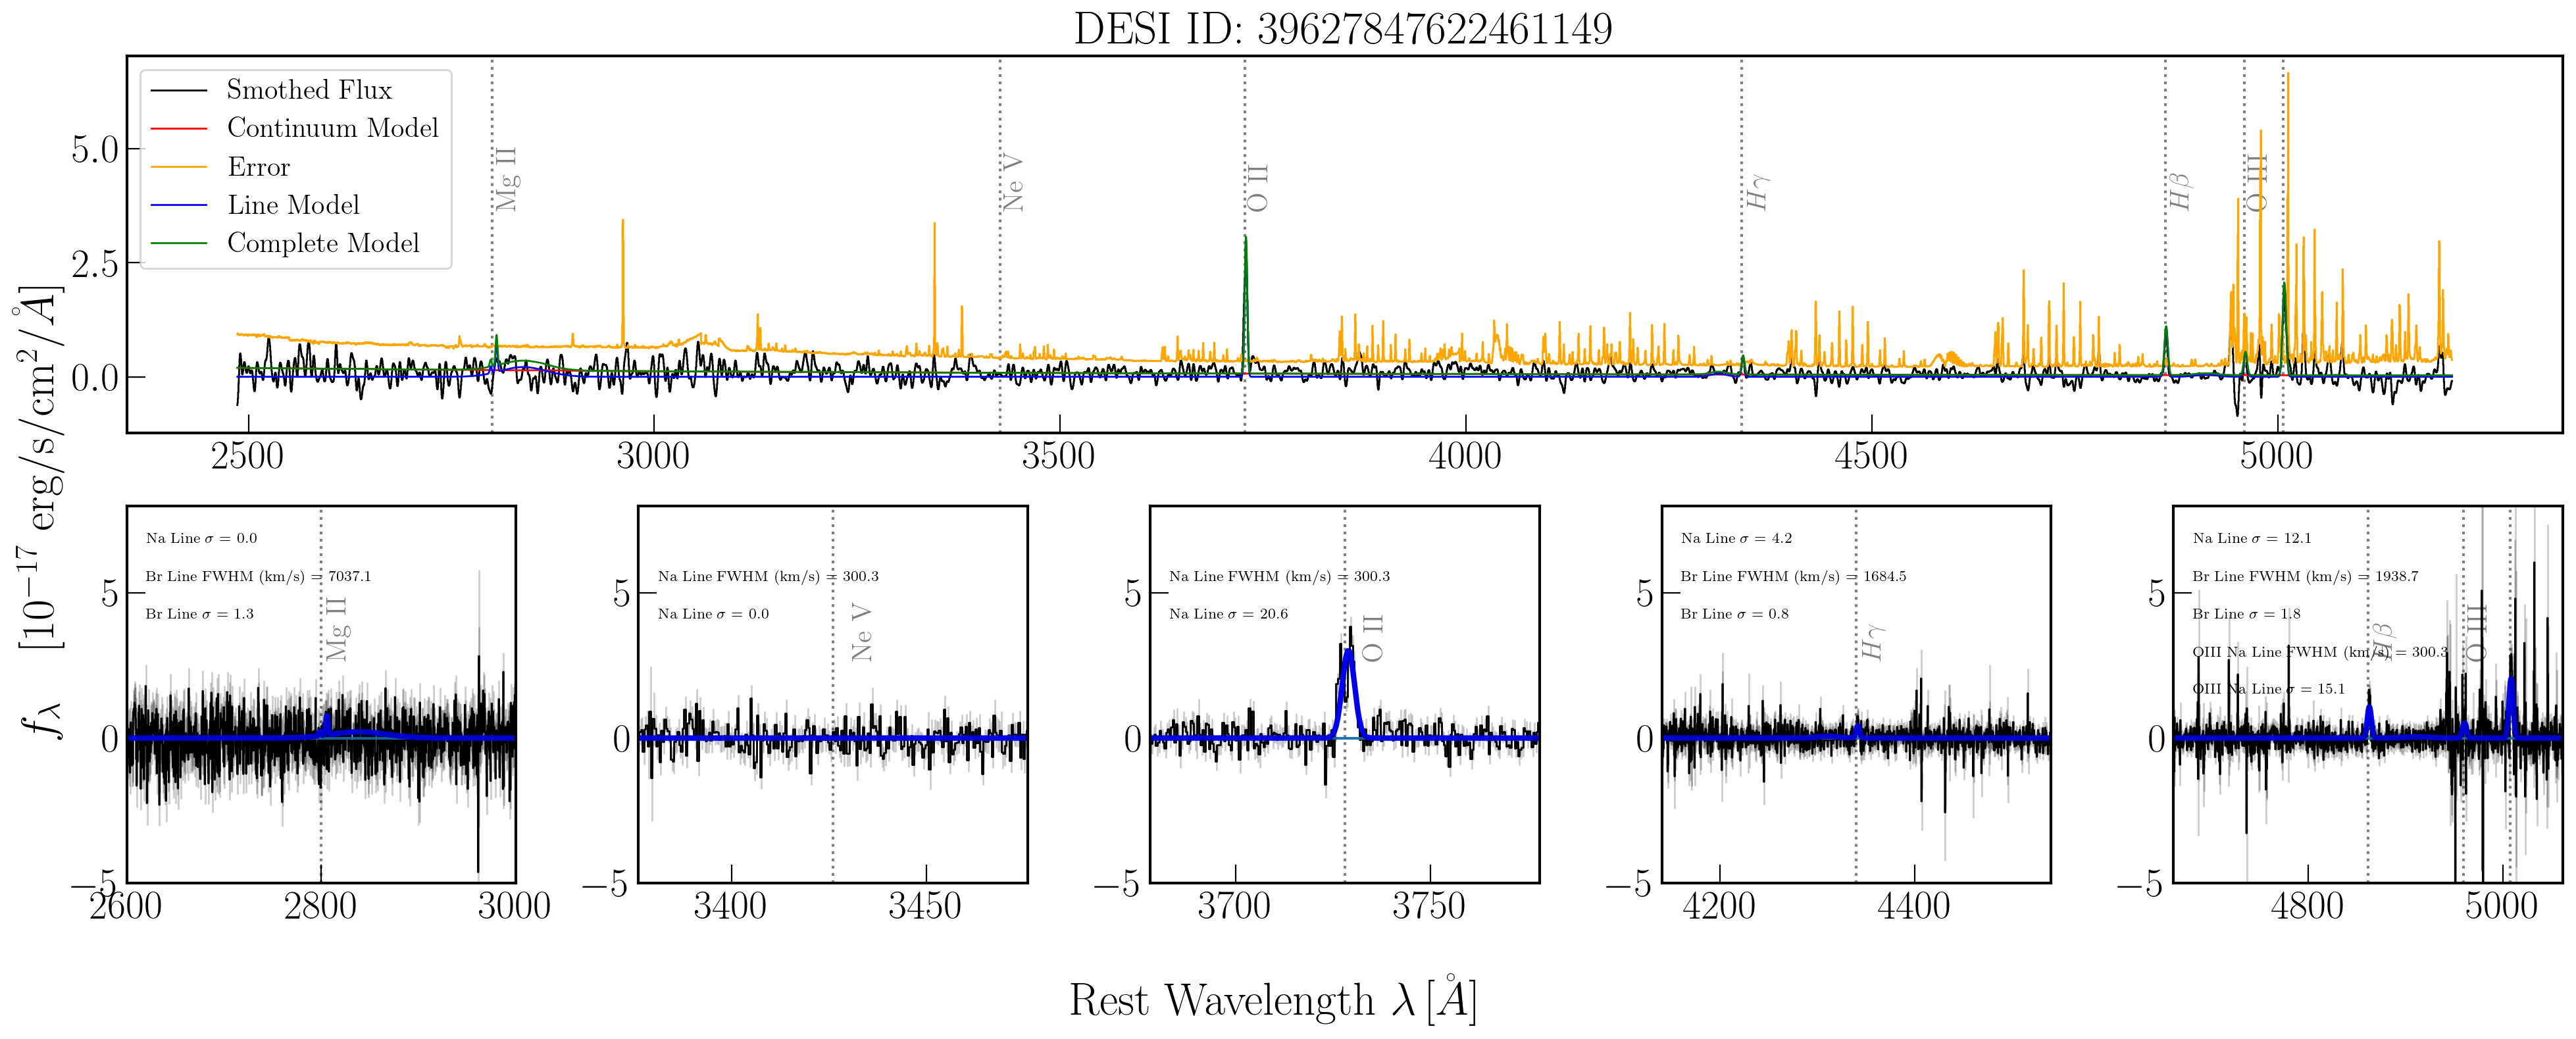 DESI ID: 39627847622461149
Smothed Flux
Continuum Model
Error
Line Model
Complete Model
Mg II
Ne V
O II
Hγ
Hβ
O III
5.0
2.5
0.0
2500 3000 3500 4000 4500 5000
fλ [10⁻¹⁷ erg/s/cm²/Å]
Na Line σ = 0.0
Br Line FWHM (km/s) = 7037.1
Br Line σ = 1.3
Mg II
5
0
−5
2600 2800 3000
Na Line FWHM (km/s) = 300.3
Na Line σ = 0.0
Ne V
5
0
−5
3400 3450
Na Line FWHM (km/s) = 300.3
Na Line σ = 20.6
O II
5
0
−5
3700 3750
Na Line σ = 4.2
Br Line FWHM (km/s) = 1684.5
Br Line σ = 0.8
Hγ
5
0
−5
4200 4400
Na Line σ = 12.1
Br Line FWHM (km/s) = 1938.7
Br Line σ = 1.8
OIII Na Line FWHM (km/s) = 300.3
OIII Na Line σ = 15.1
Hβ
O III
5
0
−5
4800 5000
Rest Wavelength λ [Å]